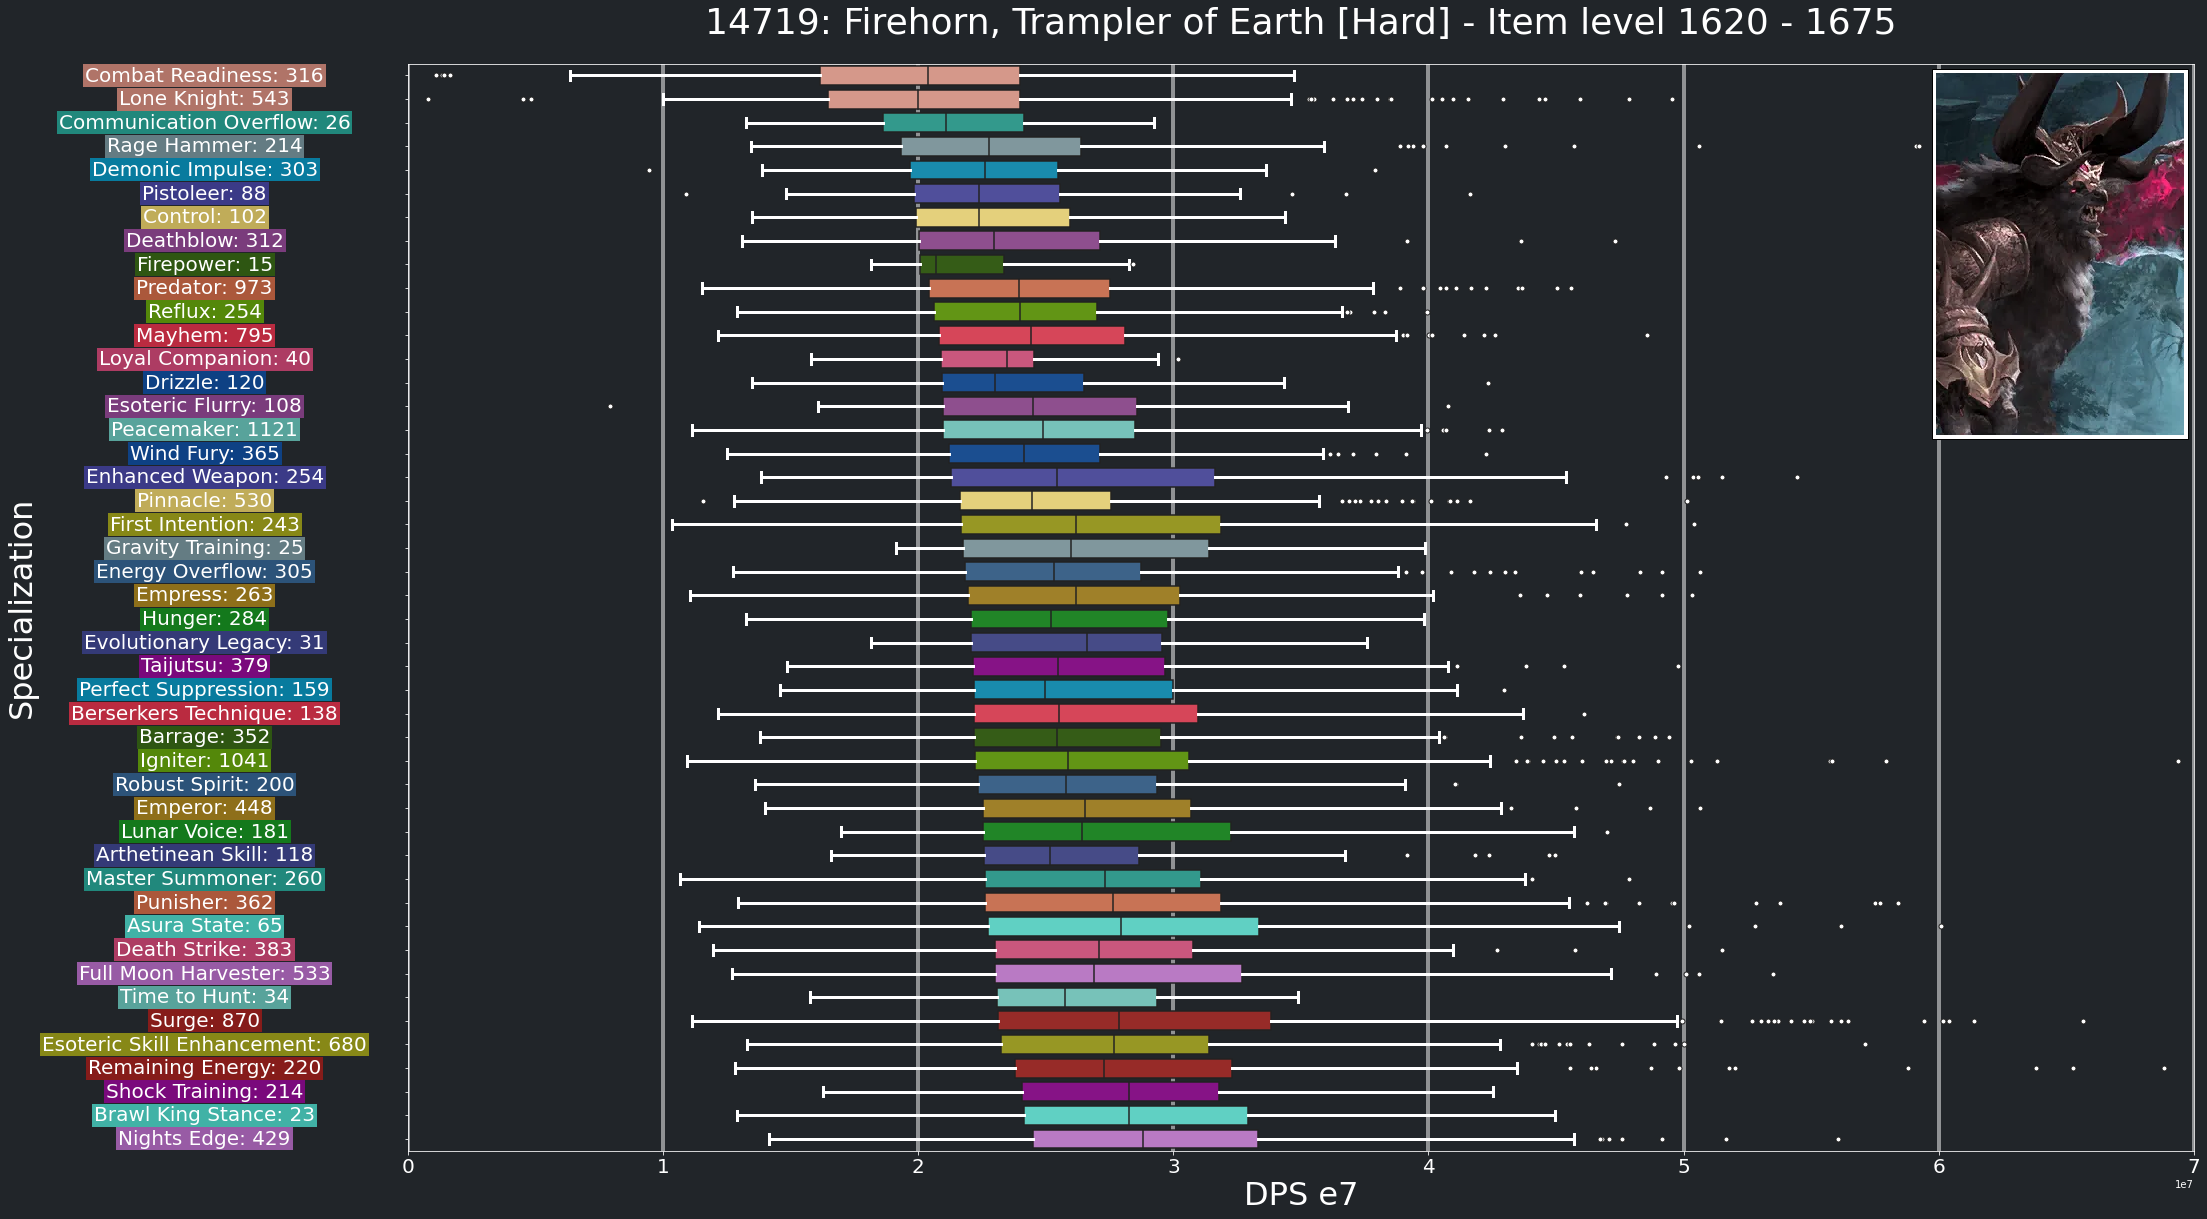 14719: Firehorn, Trampler of Earth [Hard] - Item level 1620 - 1675
Specialization
Combat Readiness: 316
Lone Knight: 543
Communication Overflow: 26
Rage Hammer: 214
Demonic Impulse: 303
Pistoleer: 88
Control: 102
Deathblow: 312
Firepower: 15
Predator: 973
Reflux: 254
Mayhem: 795
Loyal Companion: 40
Drizzle: 120
Esoteric Flurry: 108
Peacemaker: 1121
Wind Fury: 365
Enhanced Weapon: 254
Pinnacle: 530
First Intention: 243
Gravity Training: 25
Energy Overflow: 305
Empress: 263
Hunger: 284
Evolutionary Legacy: 31
Taijutsu: 379
Perfect Suppression: 159
Berserkers Technique: 138
Barrage: 352
Igniter: 1041
Robust Spirit: 200
Emperor: 448
Lunar Voice: 181
Arthetinean Skill: 118
Master Summoner: 260
Punisher: 362
Asura State: 65
Death Strike: 383
Full Moon Harvester: 533
Time to Hunt: 34
Surge: 870
Esoteric Skill Enhancement: 680
Remaining Energy: 220
Shock Training: 214
Brawl King Stance: 23
Nights Edge: 429
0 1 2 3 4 5 6 7
1e7
DPS e7